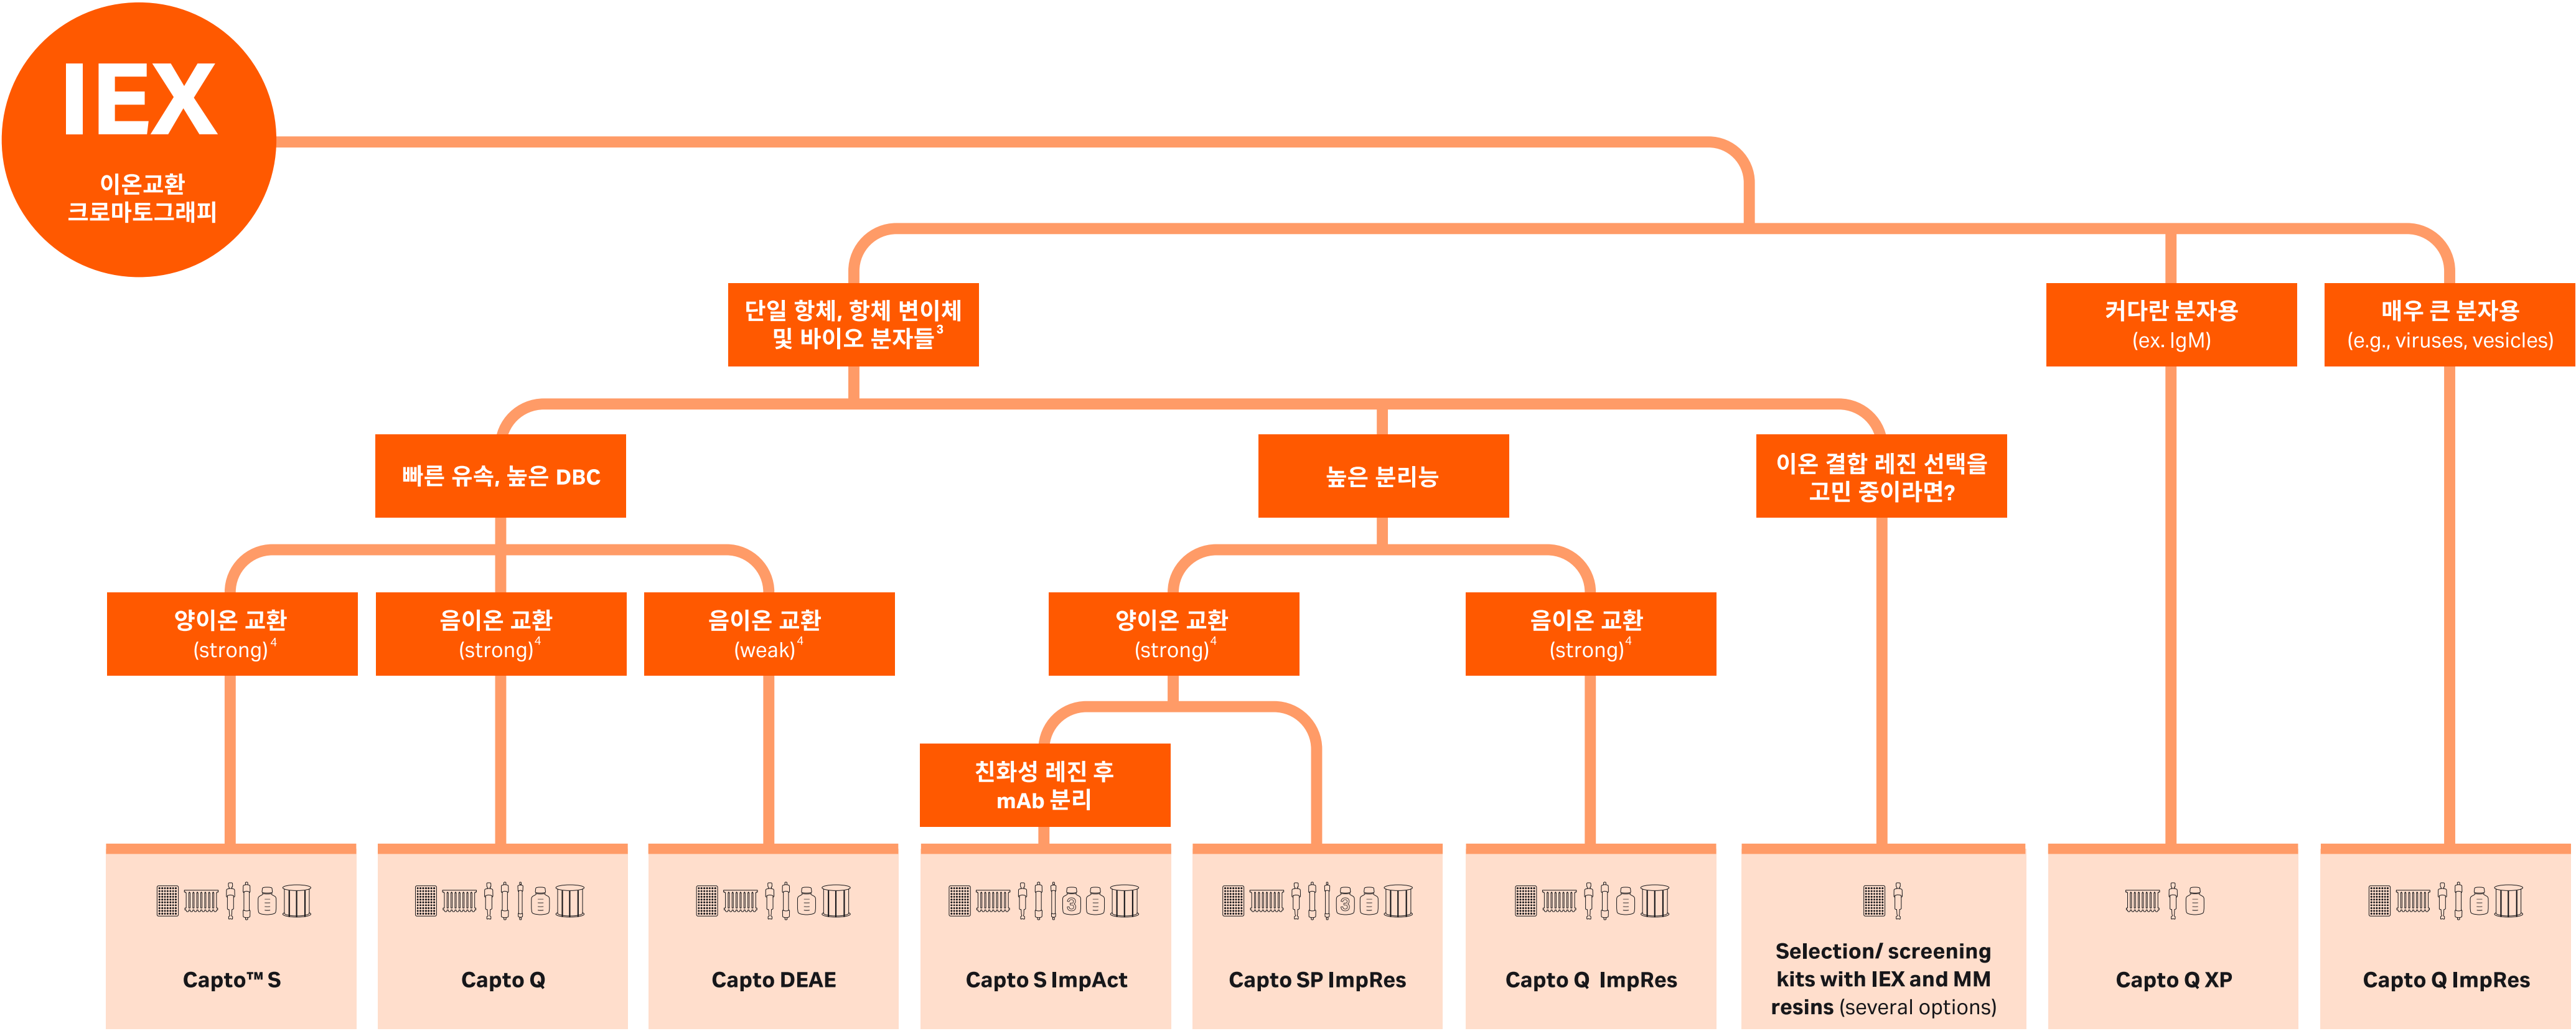 IEX
이온교환
크로마토그래피
단일 항체, 항체 변이체
및 바이오 분자들³
커다란 분자용
(ex. IgM)
매우 큰 분자용
(e.g., viruses, vesicles)
빠른 유속, 높은 DBC
높은 분리능
이온 결합 레진 선택을
고민 중이라면?
양이온 교환
(strong)⁴
음이온 교환
(strong)⁴
음이온 교환
(weak)⁴
양이온 교환
(strong)⁴
음이온 교환
(strong)⁴
친화성 레진 후
mAb 분리
3
3
Capto™ S
Capto Q
Capto DEAE
Capto S ImpAct
Capto SP ImpRes
Capto Q ImpRes
Selection/ screening
kits with IEX and MM
resins (several options)
Capto Q XP
Capto Q ImpRes